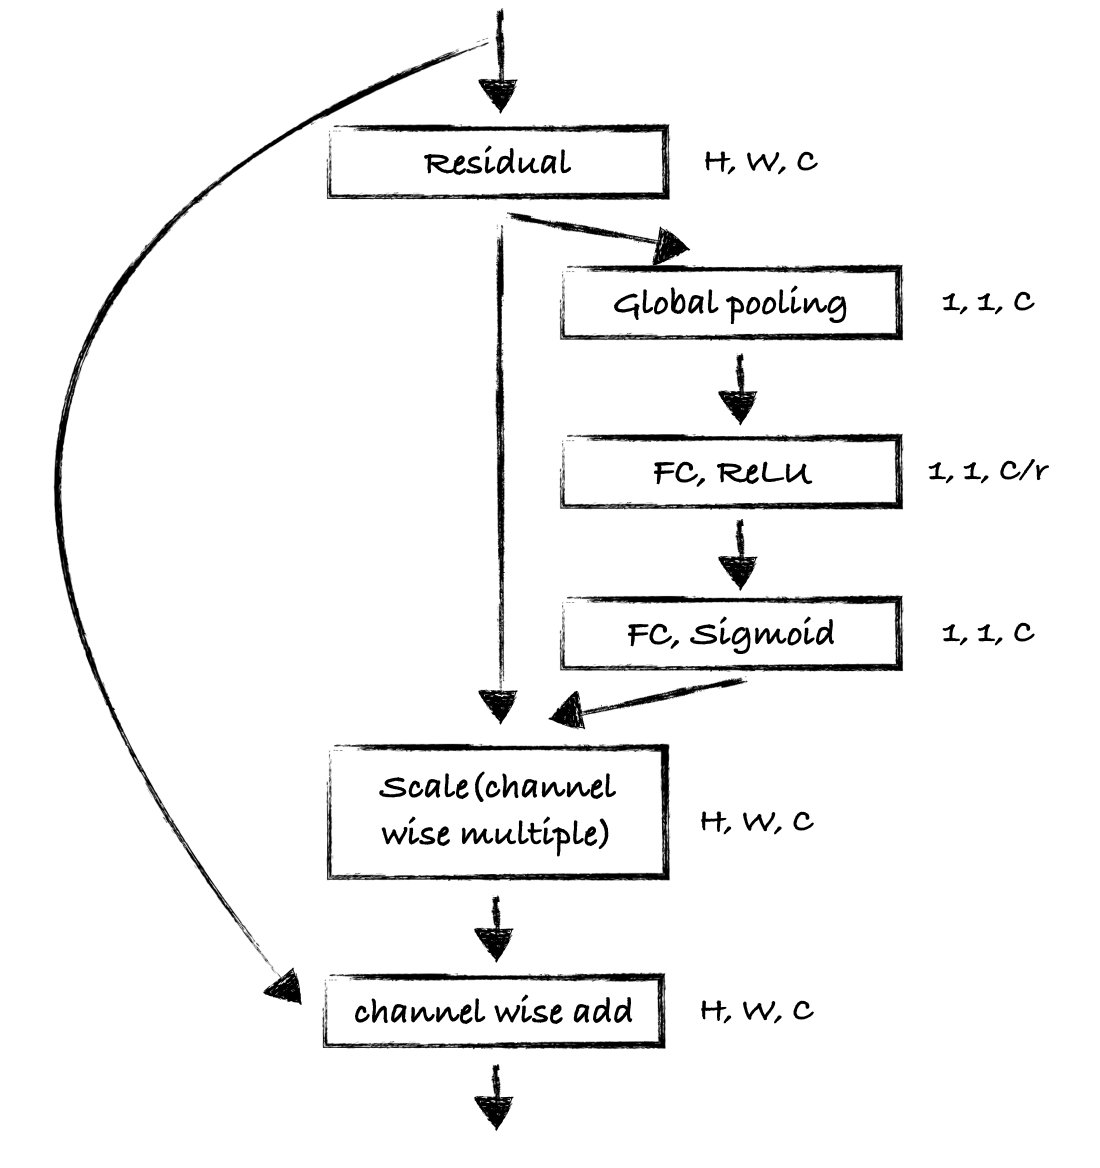 Residual
H, W, C
Global pooling
1, 1, C
FC, ReLU
1, 1, C/r
FC, Sigmoid
1, 1, C
Scale(channel
wise multiple)
H, W, C
channel wise add
H, W, C